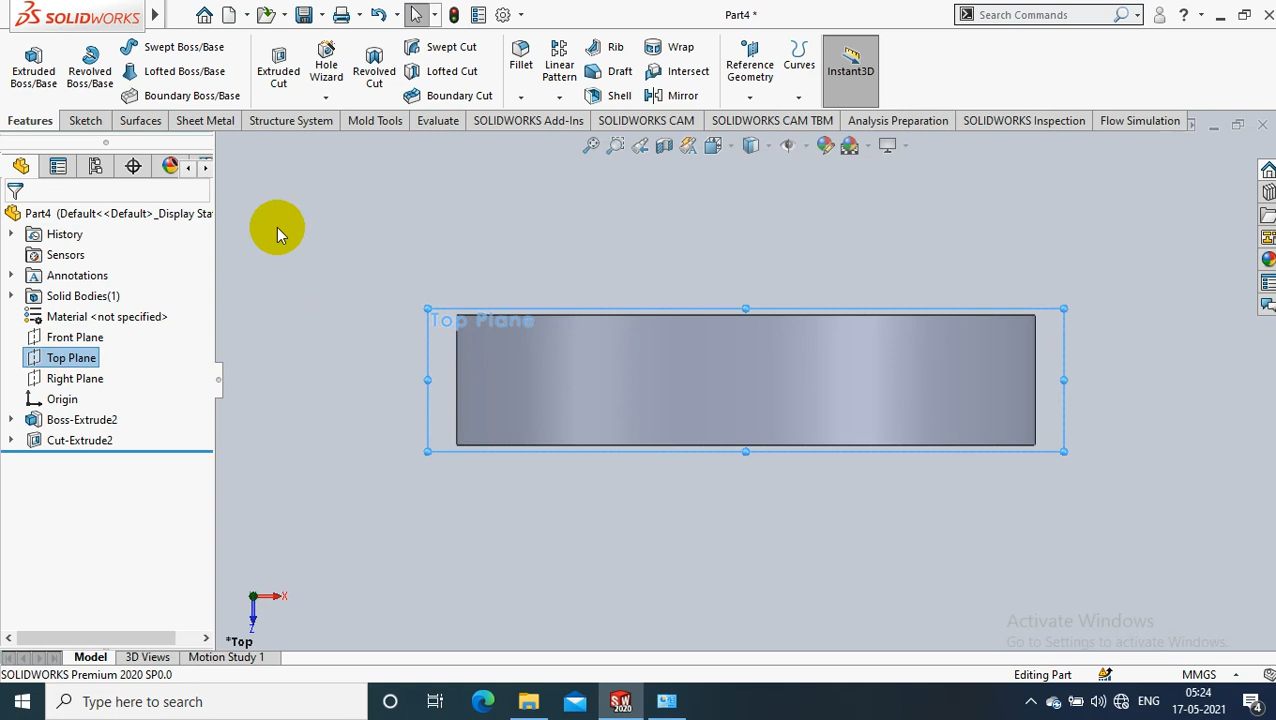 SOLIDWORKS
Part4 *
Search Commands
Extruded Boss/Base
Revolved Boss/Base
Swept Boss/Base
Lofted Boss/Base
Boundary Boss/Base
Extruded Cut
Hole Wizard
Revolved Cut
Swept Cut
Lofted Cut
Boundary Cut
Fillet
Linear Pattern
Rib
Draft
Shell
Wrap
Intersect
Mirror
Reference Geometry
Curves
Instant3D
Features
Sketch
Surfaces
Sheet Metal
Structure System
Mold Tools
Evaluate
SOLIDWORKS Add-Ins
SOLIDWORKS CAM
SOLIDWORKS CAM TBM
Analysis Preparation
SOLIDWORKS Inspection
Flow Simulation
Part4 (Default<<Default>_Display Sta
History
Sensors
Annotations
Solid Bodies(1)
Material <not specified>
Front Plane
Top Plane
Right Plane
Origin
Boss-Extrude2
Cut-Extrude2
Top Plane
X
Z
*Top
Activate Windows
Go to Settings to activate Windows.
Model
3D Views
Motion Study 1
SOLIDWORKS Premium 2020 SP0.0
Editing Part
MMGS
Type here to search
SW
2020
ENG
05:24
17-05-2021
4